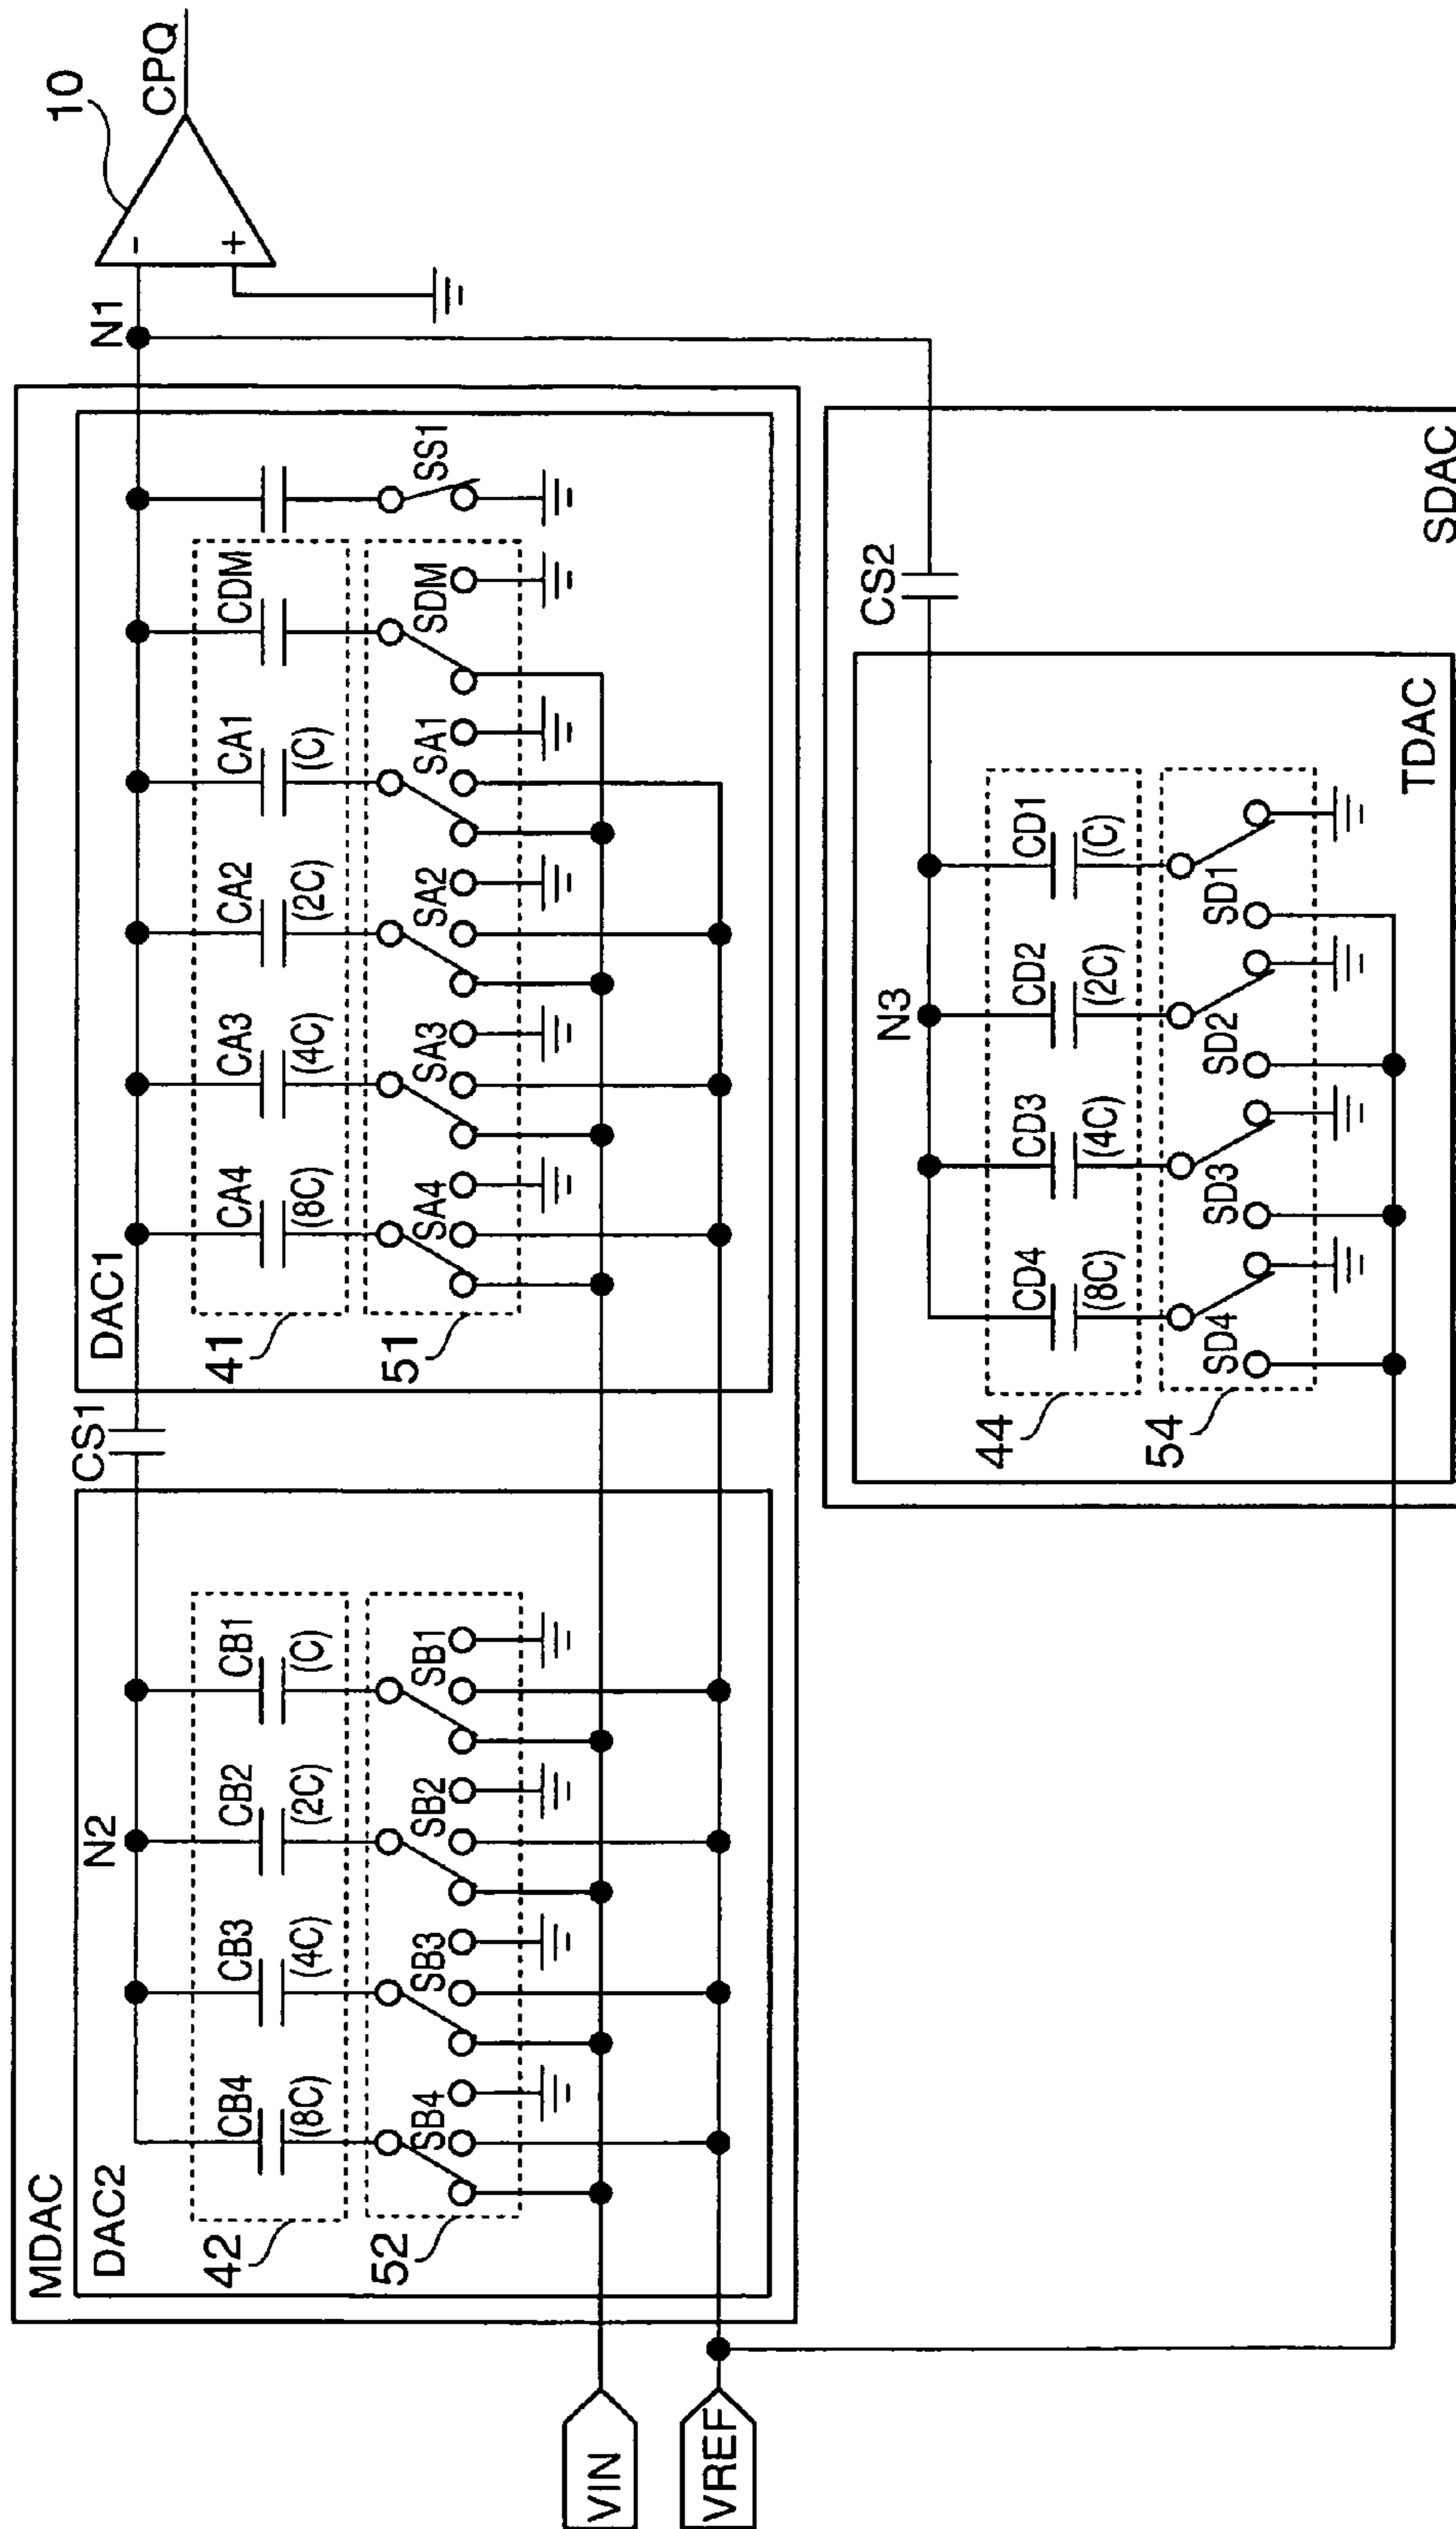 MDAC
DAC2
N2
CB4
CB3
CB2
CB1
(8C)
(4C)
(2C)
(C)
42
SB4
SB3
SB2
SB1
52
CS1
DAC1
CA4
CA3
CA2
CA1
CDM
(8C)
(4C)
(2C)
(C)
41
SA4
SA3
SA2
SA1
SDM
SS1
51
N1
10
-
+
CPQ
VIN
VREF
CS2
N3
CD4
CD3
CD2
CD1
(8C)
(4C)
(2C)
(C)
44
SD4
SD3
SD2
SD1
54
TDAC
SDAC